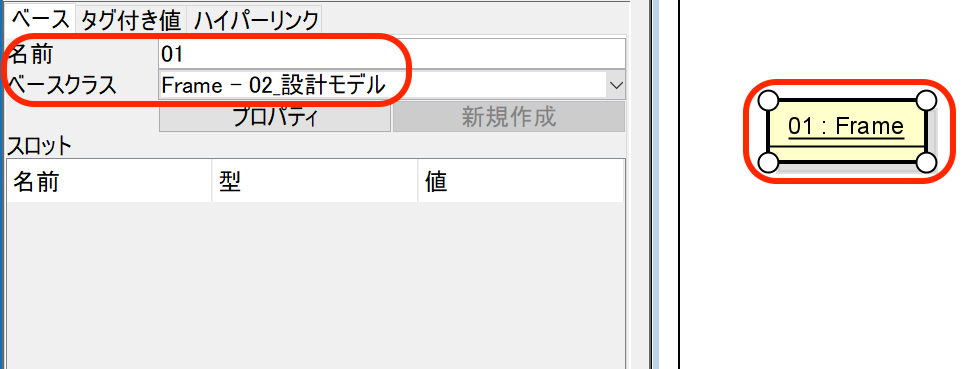 ベース タグ付き値 ハイパーリンク
名前 01
ベースクラス Frame - 02_設計モデル
プロパティ 新規作成
スロット
名前 型 値
01 : Frame